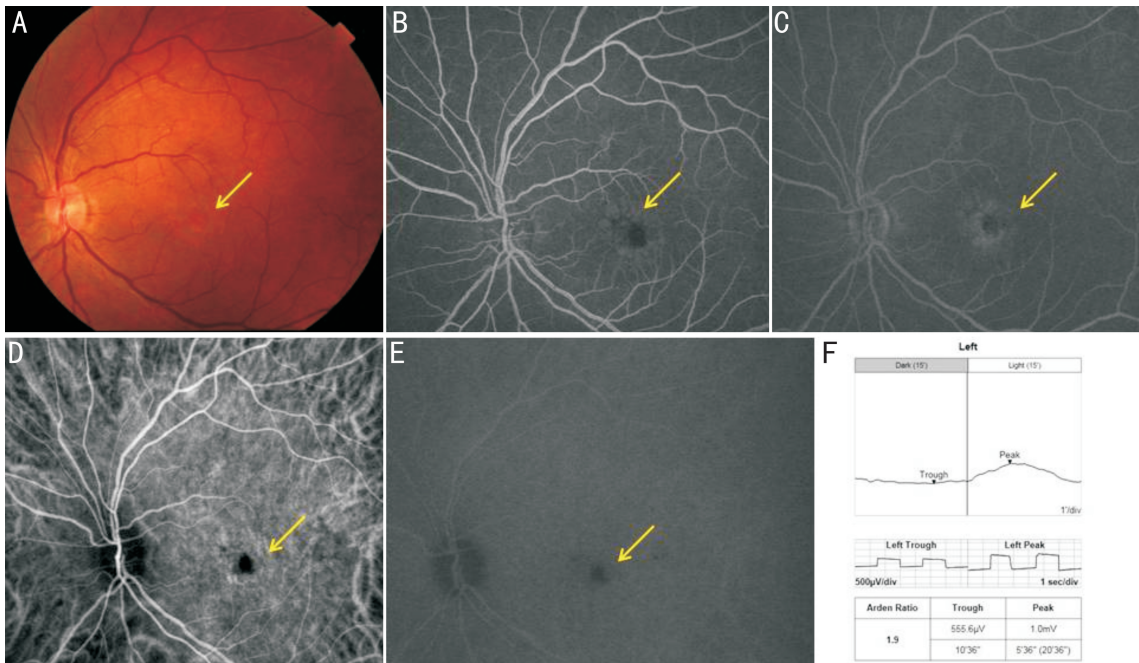 A
B
C
D
E
F
Left
Dark (15')
Light (15')
Trough
Peak
1'/div
Left Trough
Left Peak
500μV/div
1 sec/div
Arden Ratio
Trough
Peak
1.9
555.6μV
1.0mV
10'36"
5'36" (20'36")